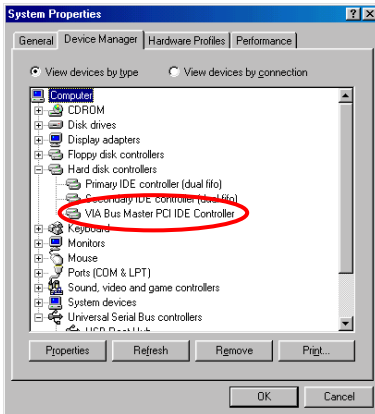 System Properties
General Device Manager Hardware Profiles Performance
View devices by type View devices by connection
Computer
CDROM
Disk drives
Display adapters
Floppy disk controllers
Hard disk controllers
Primary IDE controller (dual fifo)
Secondary IDE controller (dual fifo)
VIA Bus Master PCI IDE Controller
Keyboard
Monitors
Mouse
Ports (COM & LPT)
Sound, video and game controllers
System devices
Universal Serial Bus controllers
USB Root Hub
Properties Refresh Remove Print...
OK Cancel